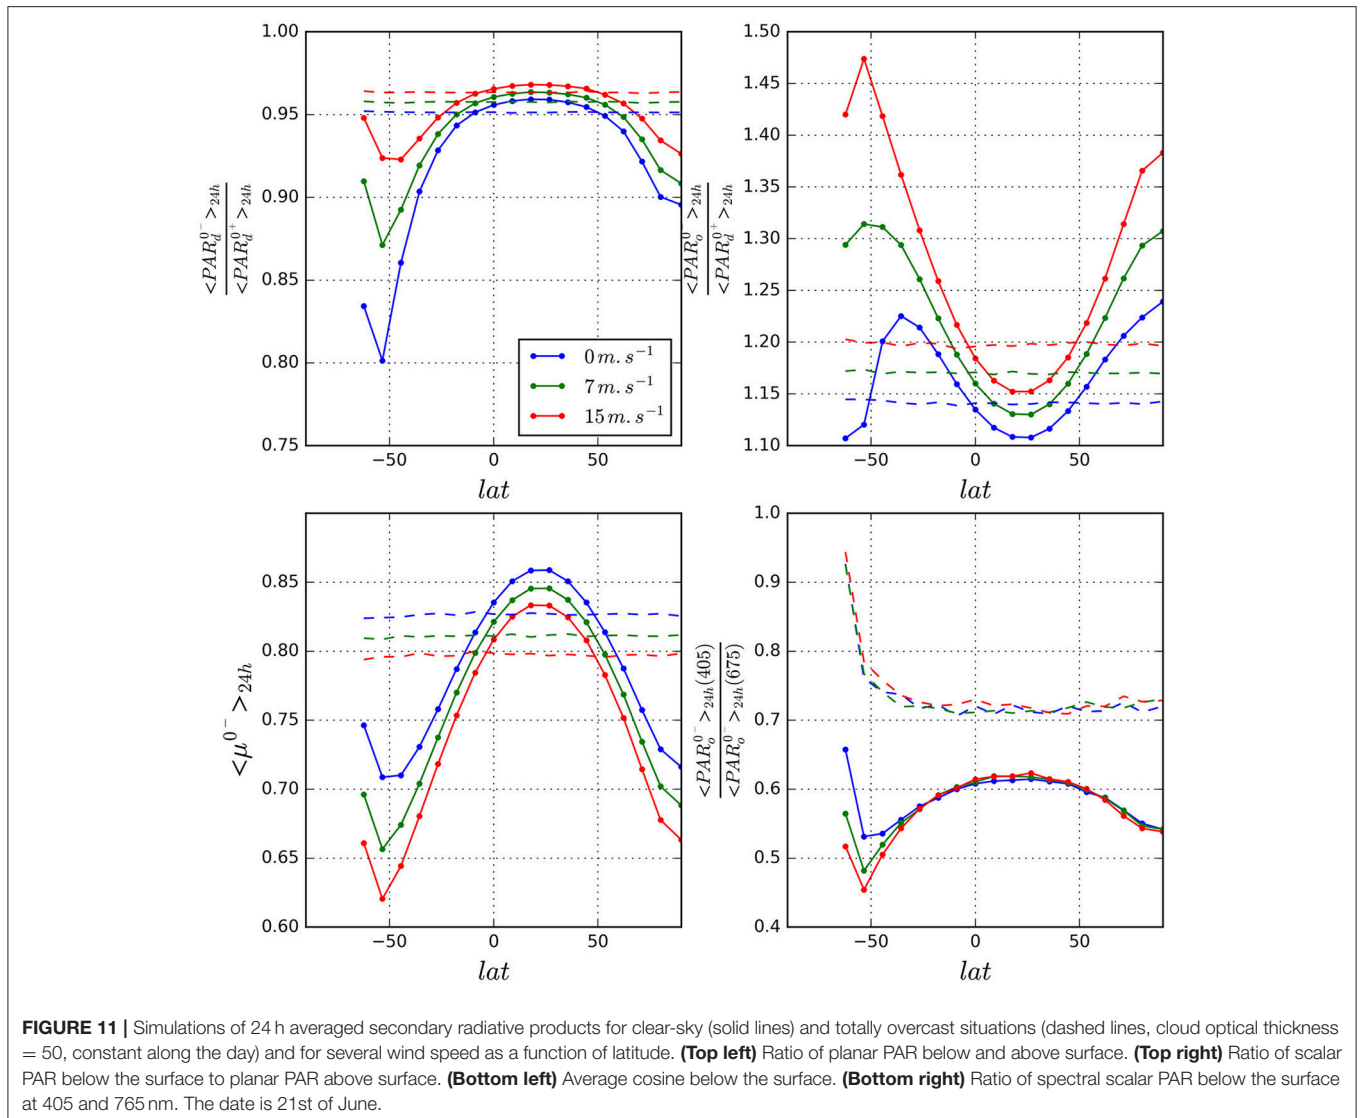 1.00
0.95
0.90
0.85
0.80
0.75
<PAR_d^{0^-}>_{24h}
<PAR_d^{0^+}>_{24h}
0 m. s^{-1}
7 m. s^{-1}
15 m. s^{-1}
−50 0 50
lat
1.50
1.45
1.40
1.35
1.30
1.25
1.20
1.15
1.10
<PAR_o^{0^-}>_{24h}
<PAR_d^{0^+}>_{24h}
−50 0 50
lat
0.85
0.80
0.75
0.70
0.65
0.60
<μ^{0^-}>_{24h}
−50 0 50
lat
1.0
0.9
0.8
0.7
0.6
0.5
0.4
<PAR_o^{0^-}>_{24h}(405)
<PAR_o^{0^-}>_{24h}(675)
−50 0 50
lat
FIGURE 11 | Simulations of 24 h averaged secondary radiative products for clear-sky (solid lines) and totally overcast situations (dashed lines, cloud optical thickness
= 50, constant along the day) and for several wind speed as a function of latitude. (Top left) Ratio of planar PAR below and above surface. (Top right) Ratio of scalar
PAR below the surface to planar PAR above surface. (Bottom left) Average cosine below the surface. (Bottom right) Ratio of spectral scalar PAR below the surface
at 405 and 765 nm. The date is 21st of June.